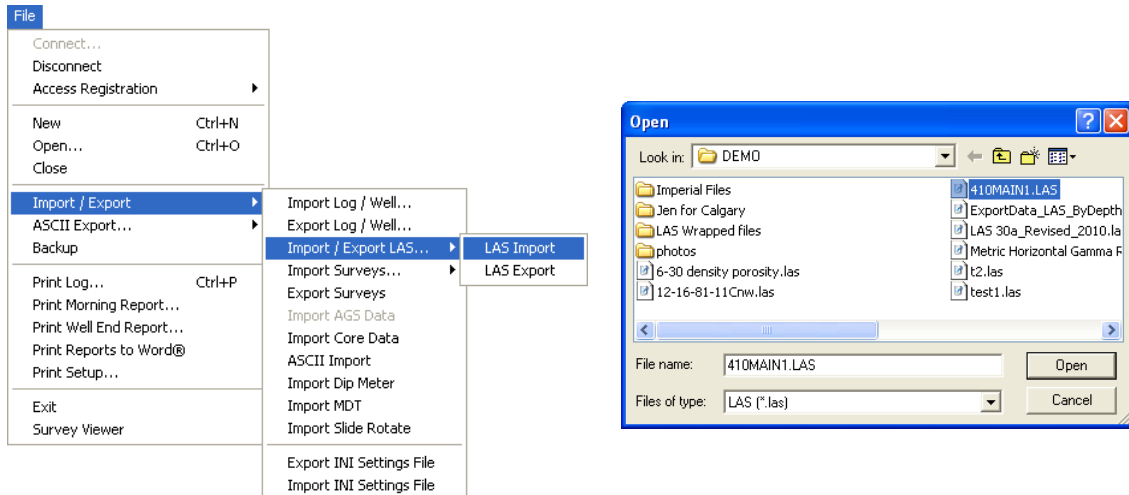 File
Connect...
Disconnect
Access Registration
New Ctrl+N
Open... Ctrl+O
Close
Import / Export
ASCII Export...
Backup
Print Log... Ctrl+P
Print Morning Report...
Print Well End Report...
Print Reports to Word®
Print Setup...
Exit
Survey Viewer
Import Log / Well...
Export Log / Well...
Import / Export LAS...
Import Surveys...
Export Surveys
Import AGS Data
Import Core Data
ASCII Import
Import Dip Meter
Import MDT
Import Slide Rotate
Export INI Settings File
Import INI Settings File
LAS Import
LAS Export
Open
Look in: DEMO
Imperial Files
Jen for Calgary
LAS Wrapped files
photos
6-30 density porosity.las
12-16-81-11Cnw.las
410MAIN1.LAS
ExportData_LAS_ByDepth
LAS 30a_Revised_2010.la
Metric Horizontal Gamma
t2.las
test1.las
File name: 410MAIN1.LAS Open
Files of type: LAS (*.las) Cancel